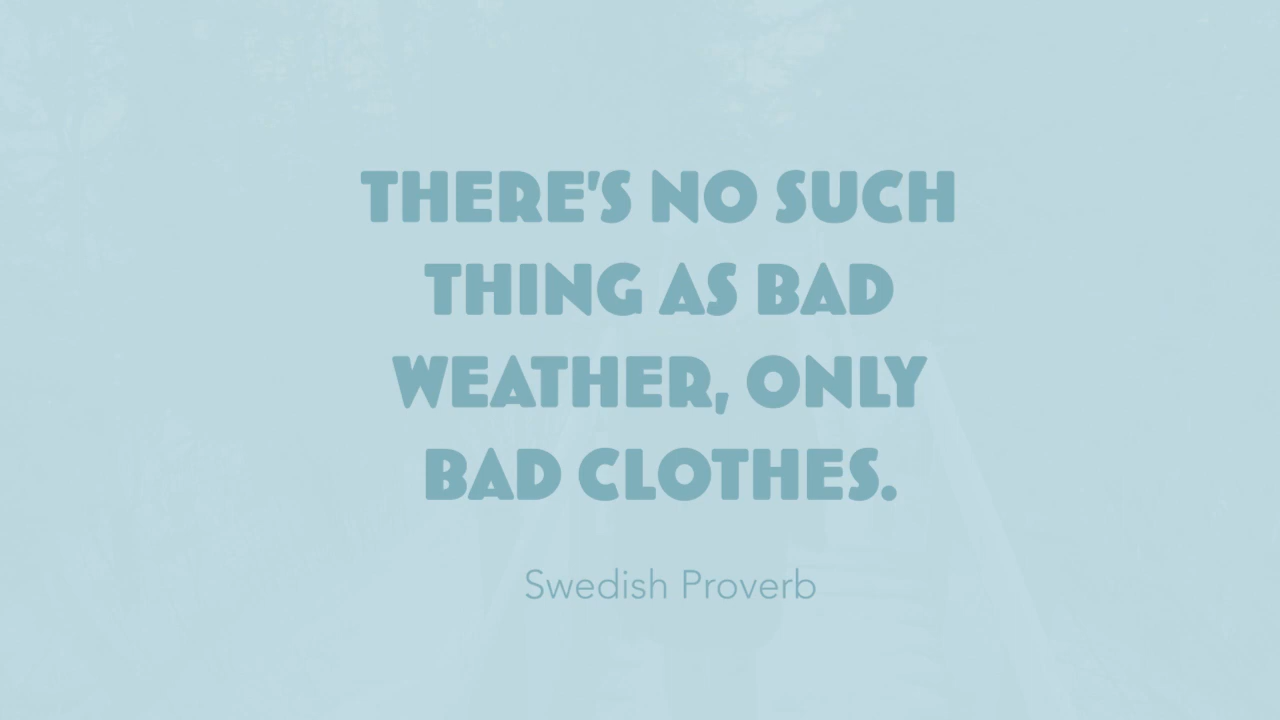 THERE'S NO SUCH
THING AS BAD
WEATHER, ONLY
BAD CLOTHES.
Swedish Proverb